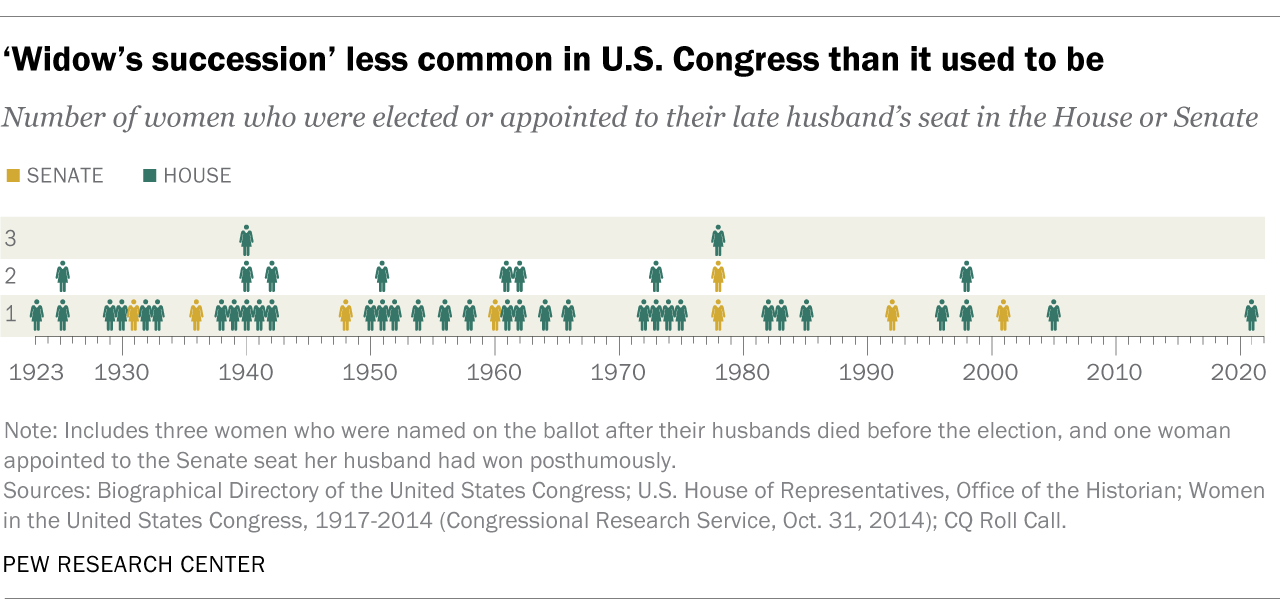 ‘Widow’s succession’ less common in U.S. Congress than it used to be
Number of women who were elected or appointed to their late husband’s seat in the House or Senate
SENATE HOUSE
3
2
1
1923 1930 1940 1950 1960 1970 1980 1990 2000 2010 2020
Note: Includes three women who were named on the ballot after their husbands died before the election, and one woman
appointed to the Senate seat her husband had won posthumously.
Sources: Biographical Directory of the United States Congress; U.S. House of Representatives, Office of the Historian; Women
in the United States Congress, 1917-2014 (Congressional Research Service, Oct. 31, 2014); CQ Roll Call.
PEW RESEARCH CENTER